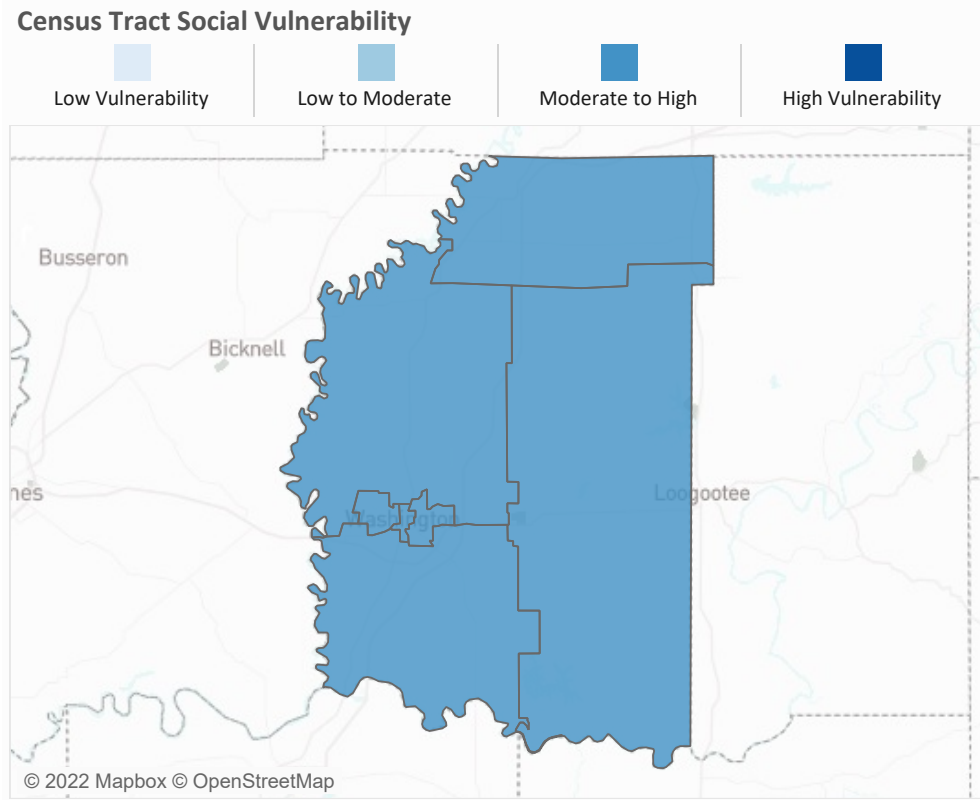 Census Tract Social Vulnerability
Low Vulnerability
Low to Moderate
Moderate to High
High Vulnerability
Busseron
Bicknell
nes
Loogootee
Washington
© 2022 Mapbox © OpenStreetMap